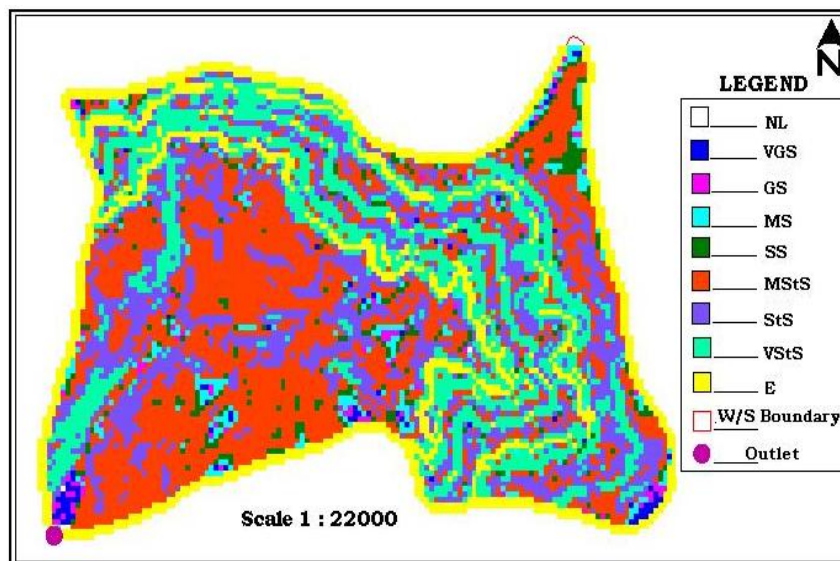 N
LEGEND
NL
VGS
GS
MS
SS
MStS
StS
VStS
E
W/S Boundary
Outlet
Scale 1 : 22000